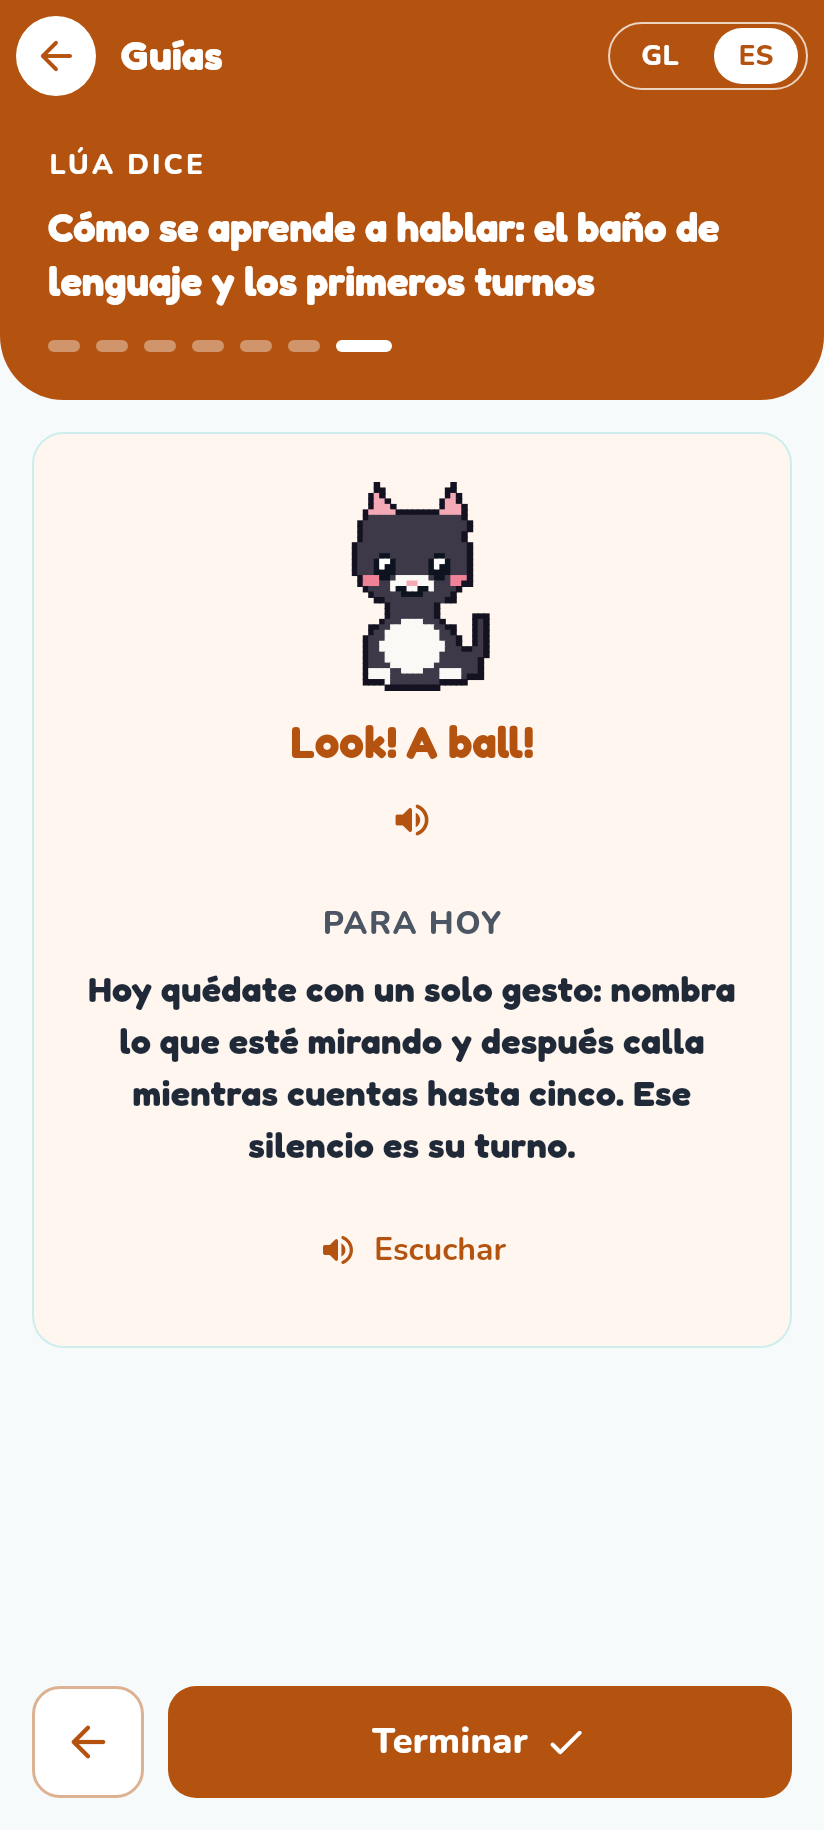 Guías
GL
ES
LÚA DICE
Cómo se aprende a hablar: el baño de
lenguaje y los primeros turnos
Look! A ball!
PARA HOY
Hoy quédate con un solo gesto: nombra
lo que esté mirando y después calla
mientras cuentas hasta cinco. Ese
silencio es su turno.
Escuchar
Terminar